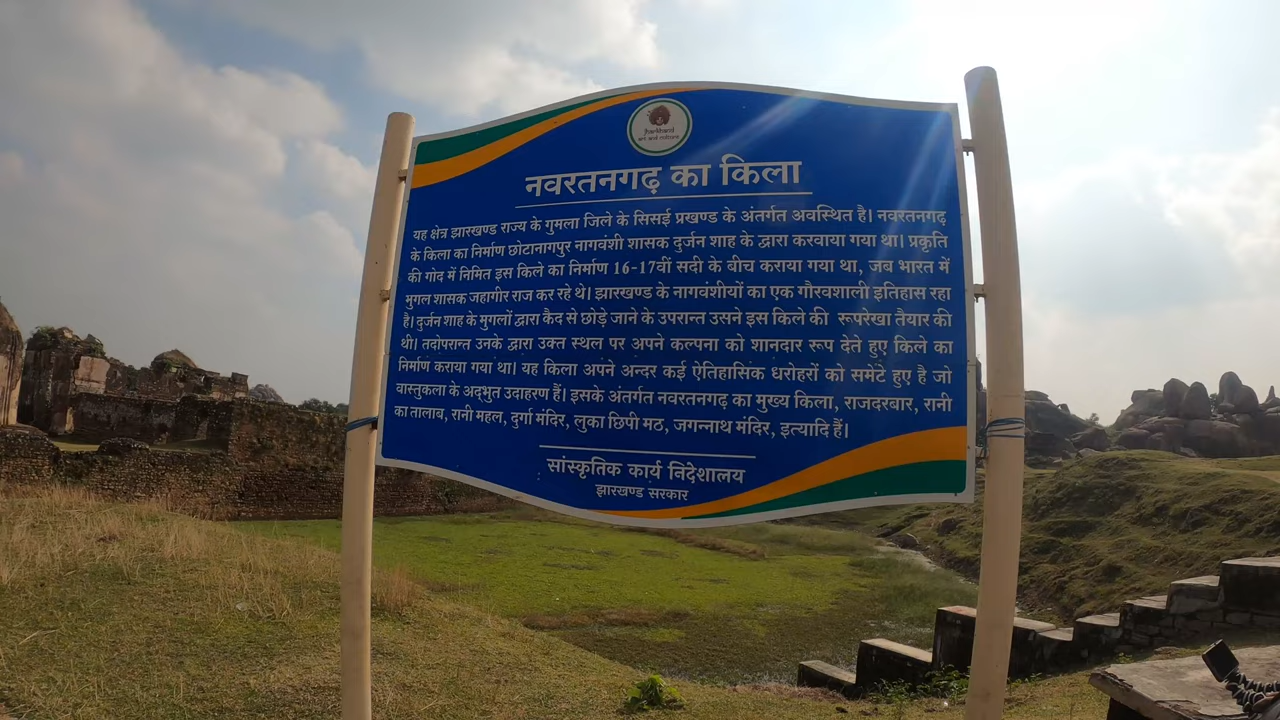 Jharkhand
नवरतनगढ़ का किला
यह क्षेत्र झारखण्ड राज्य के गुमला जिले के सिसई प्रखण्ड के अंतर्गत अवस्थित है। नवरतनगढ़
के किला का निर्माण छोटानागपुर नागवंशी शासक दुर्जन शाह के द्वारा करवाया गया था। प्रकृति
की गोद में निमित इस किले का निर्माण 16-17वीं सदी के बीच कराया गया था, जब भारत में
मुगल शासक जहागीर राज कर रहे थे। झारखण्ड के नागवंशीयों का एक गौरवशाली इतिहास रहा
है। दुर्जन शाह के मुगलों द्वारा कैद से छोड़े जाने के उपरान्त उसने इस किले की रूपरेखा तैयार की
थी। तदोपरान्त उनके द्वारा उक्त स्थल पर अपने कल्पना को शानदार रूप देते हुए किले का
निर्माण कराया गया था। यह किला अपने अन्दर कई ऐतिहासिक धरोहरों को समेटे हुए है जो
वास्तुकला के अद्भुत उदाहरण हैं। इसके अंतर्गत नवरतनगढ़ का मुख्य किला, राजदरबार, रानी
का तालाब, रानी महल, दुर्गा मंदिर, लुका छिपी मठ, जगन्नाथ मंदिर, इत्यादि हैं।
सांस्कृतिक कार्य निदेशालय
झारखण्ड सरकार